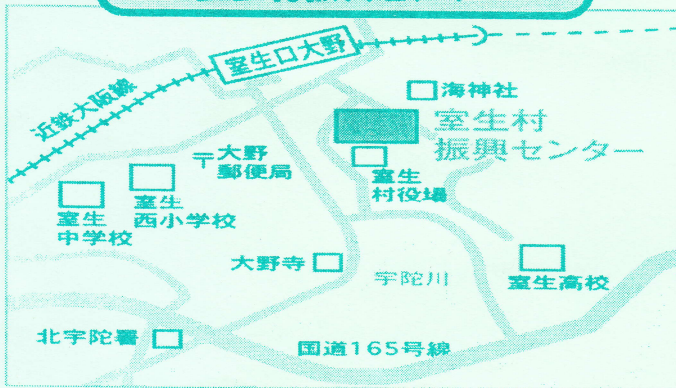 室生口大野
近鉄大阪線
海神社
室生村
振興センター
〒大野
郵便局
室生
村役場
室生
西小学校
室生
中学校
大野寺
宇陀川
室生高校
北宇陀署
国道165号線